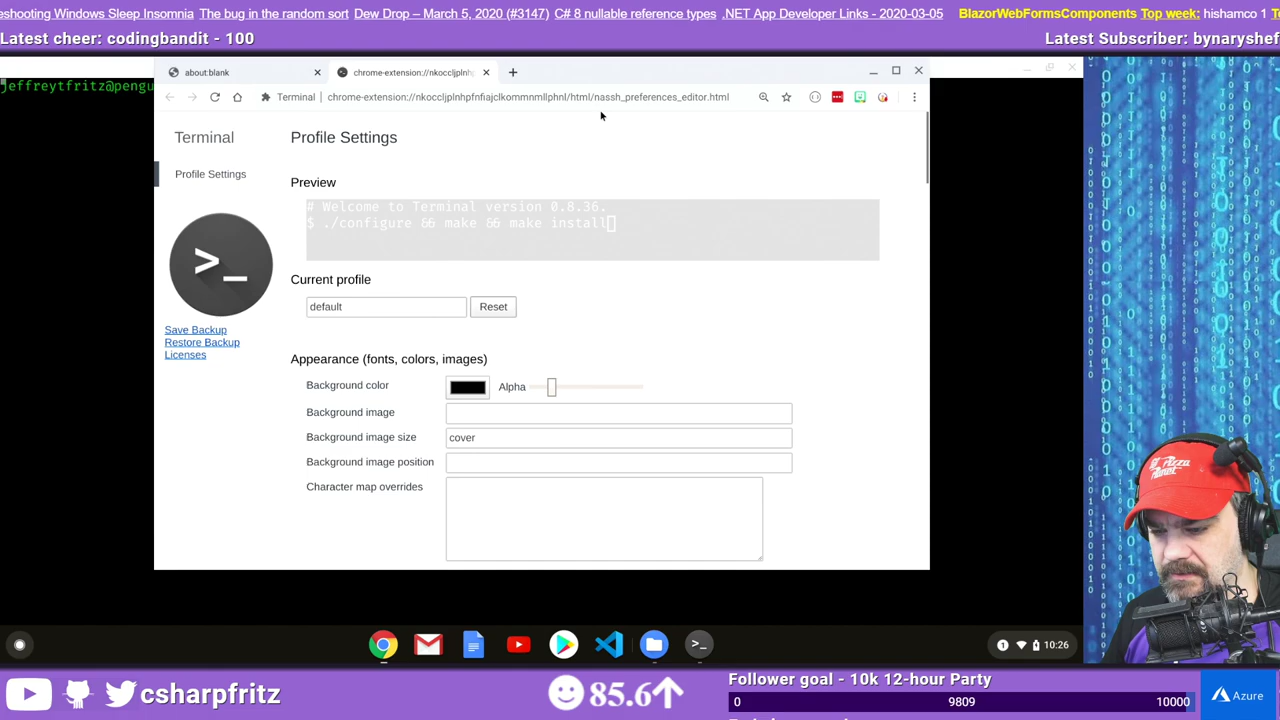 eshooting Windows Sleep Insomnia The bug in the random sort Dew Drop – March 5, 2020 (#3147) C# 8 nullable reference types .NET App Developer Links - 2020-03-05 BlazorWebFormsComponents Top week: hishamco 1
Latest cheer: codingbandit - 100
Latest Subscriber: bynaryshef
about:blank
chrome-extension://nkoccljplnh
Terminal
chrome-extension://nkoccljplnhpfnfiajclkommnmllphnl/html/nassh_preferences_editor.html
jeffreytfritz@pengu
Terminal
Profile Settings
Profile Settings
Preview
# Welcome to Terminal version 0.8.36.
$ ./configure && make && make install
Current profile
default
Reset
Save Backup
Restore Backup
Licenses
Appearance (fonts, colors, images)
Background color
Alpha
Background image
Background image size
cover
Background image position
Character map overrides
1
10:26
csharpfritz
85.6
Follower goal - 10k 12-hour Party
0
9809
10000
Azure